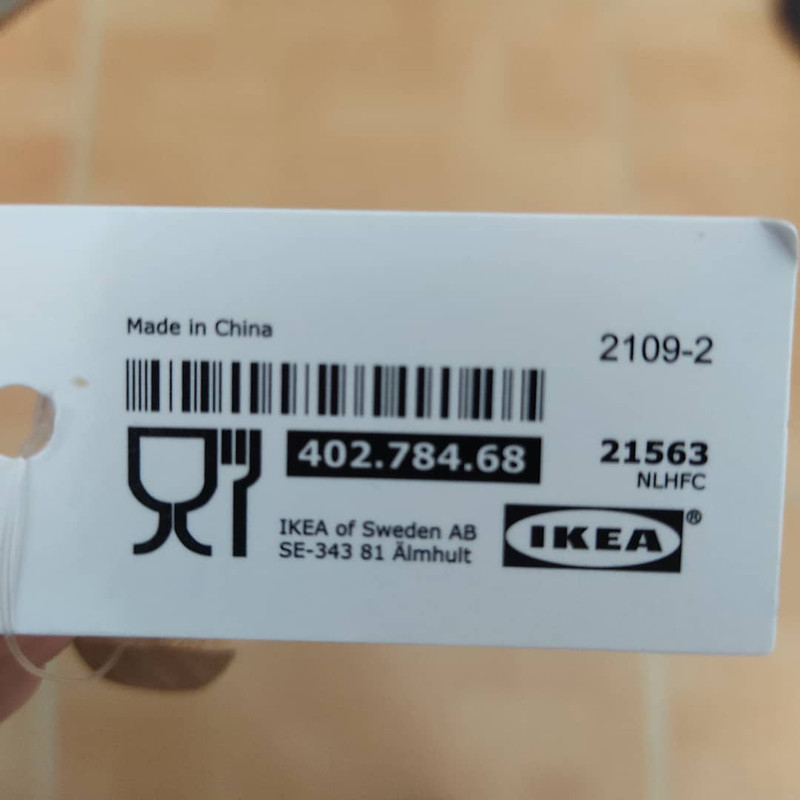 Made in China
2109-2
402.784.68
21563
NLHFC
IKEA of Sweden AB
SE-343 81 Älmhult
IKEA®